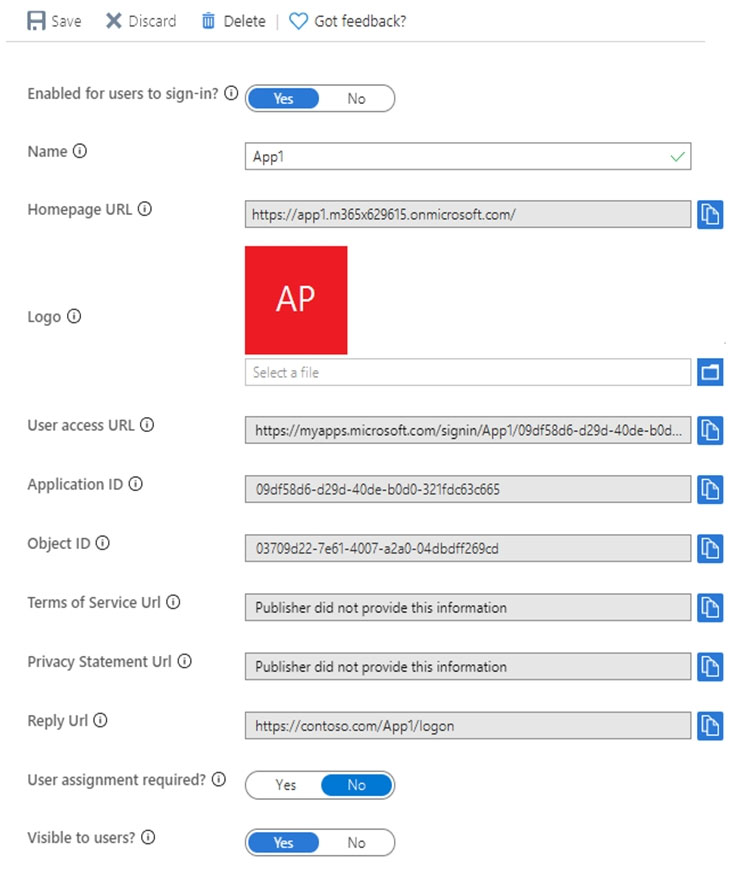 Save Discard Delete Got feedback?
Enabled for users to sign-in? Yes No
Name App1
Homepage URL https://app1.m365x629615.onmicrosoft.com/
AP
Logo
Select a file
User access URL https://myapps.microsoft.com/signin/App1/09df58d6-d29d-40de-b0d...
Application ID 09df58d6-d29d-40de-b0d0-321fdc63c665
Object ID 03709d22-7e61-4007-a2a0-04dbdff269cd
Terms of Service Url Publisher did not provide this information
Privacy Statement Url Publisher did not provide this information
Reply Url https://contoso.com/App1/logon
User assignment required? Yes No
Visible to users? Yes No